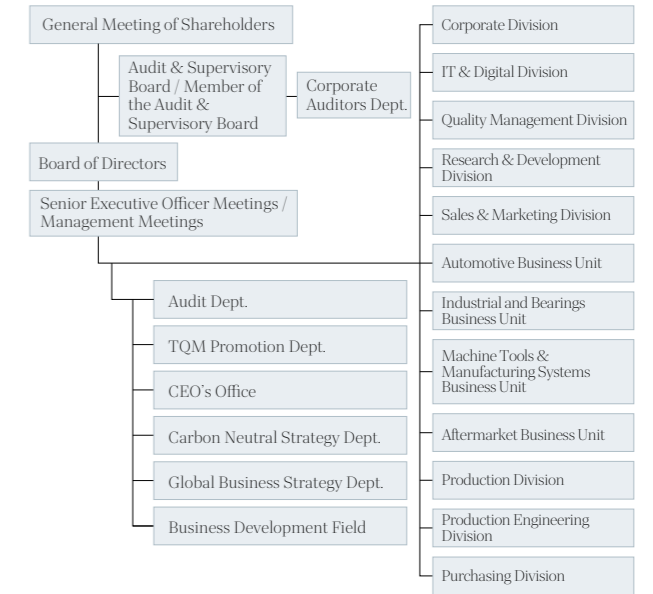 General Meeting of Shareholders
Audit & Supervisory
Board / Member of
the Audit &
Supervisory Board
Corporate
Auditors Dept.
Board of Directors
Senior Executive Officer Meetings /
Management Meetings
Audit Dept.
TQM Promotion Dept.
CEO's Office
Carbon Neutral Strategy Dept.
Global Business Strategy Dept.
Business Development Field
Corporate Division
IT & Digital Division
Quality Management Division
Research & Development
Division
Sales & Marketing Division
Automotive Business Unit
Industrial and Bearings
Business Unit
Machine Tools &
Manufacturing Systems
Business Unit
Aftermarket Business Unit
Production Division
Production Engineering
Division
Purchasing Division